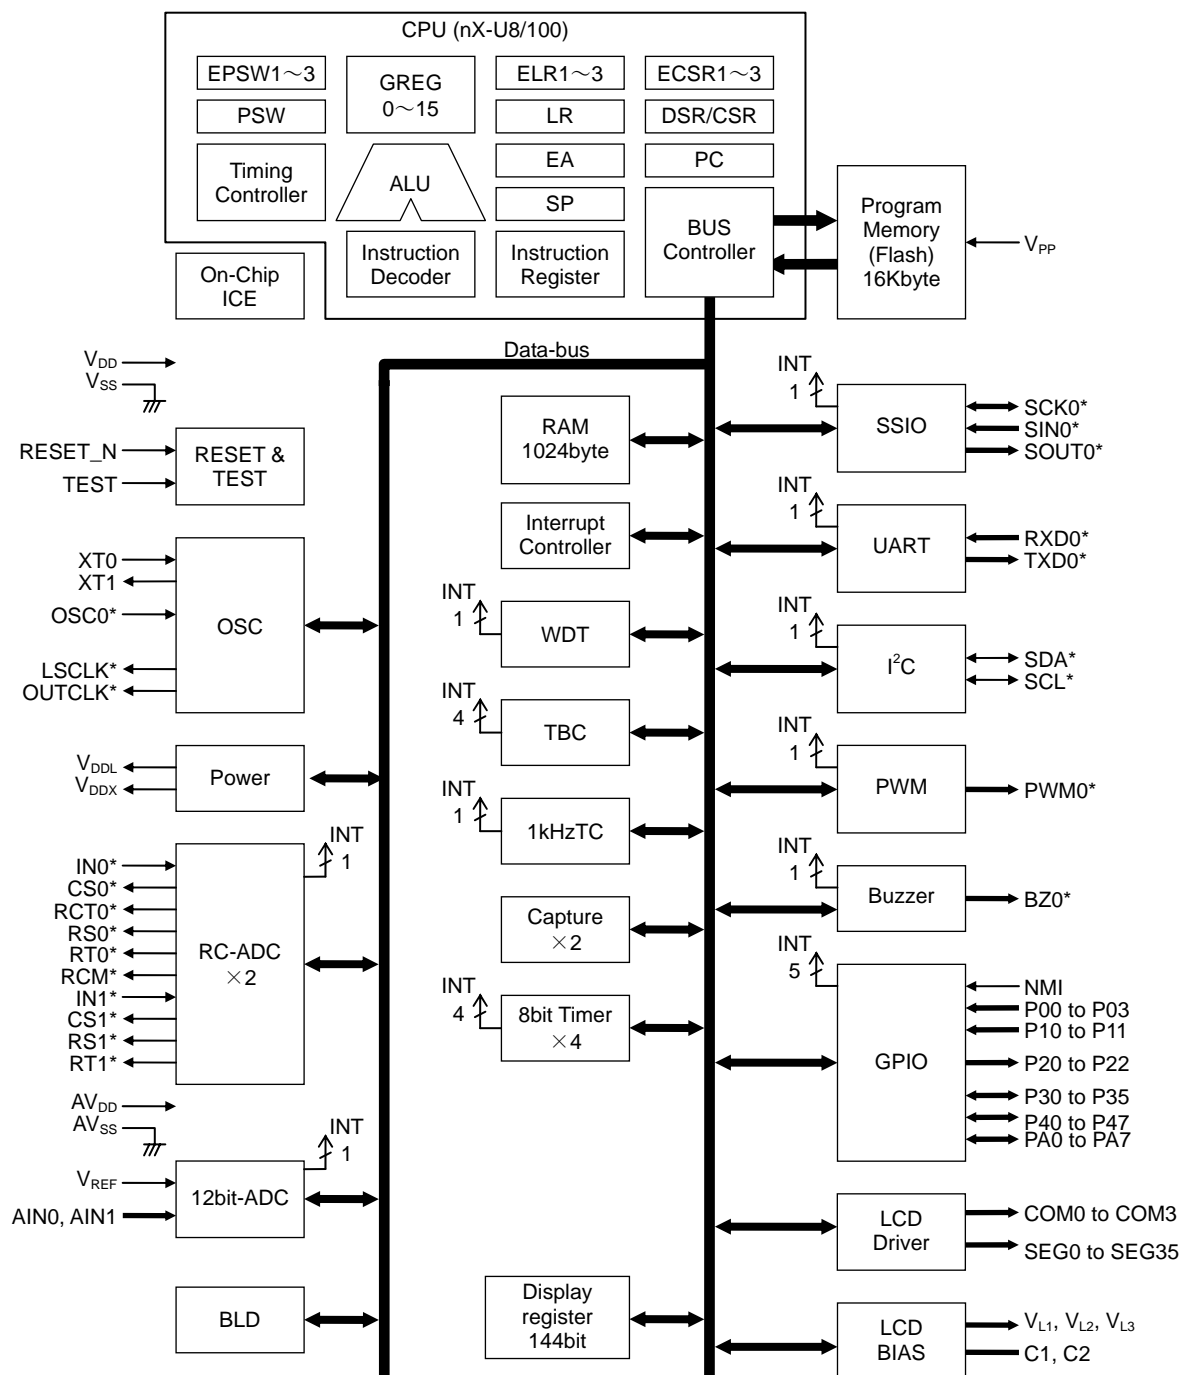 CPU (nX-U8/100)
EPSW1～3
GREG
0～15
ELR1～3
ECSR1～3
PSW
LR
DSR/CSR
Timing
Controller
ALU
EA
PC
SP
BUS
Controller
Instruction
Decoder
Instruction
Register
On-Chip
ICE
Program
Memory
(Flash)
16Kbyte
VPP
Data-bus
VDD
VSS
RESET_N
TEST
RESET &
TEST
XT0
XT1
OSC0*
LSCLK*
OUTCLK*
OSC
VDDL
VDDX
Power
IN0*
CS0*
RCT0*
RS0*
RT0*
RCM*
IN1*
CS1*
RS1*
RT1*
RC-ADC
×2
INT
1
AVDD
AVSS
VREF
AIN0, AIN1
12bit-ADC
INT
1
BLD
RAM
1024byte
Interrupt
Controller
INT
1
WDT
INT
4
TBC
INT
1
1kHzTC
Capture
×2
INT
4
8bit Timer
×4
Display
register
144bit
INT
1
SSIO
SCK0*
SIN0*
SOUT0*
INT
1
UART
RXD0*
TXD0*
INT
1
I²C
SDA*
SCL*
INT
1
PWM
PWM0*
INT
1
Buzzer
BZ0*
INT
5
GPIO
NMI
P00 to P03
P10 to P11
P20 to P22
P30 to P35
P40 to P47
PA0 to PA7
LCD
Driver
COM0 to COM3
SEG0 to SEG35
LCD
BIAS
VL1, VL2, VL3
C1, C2